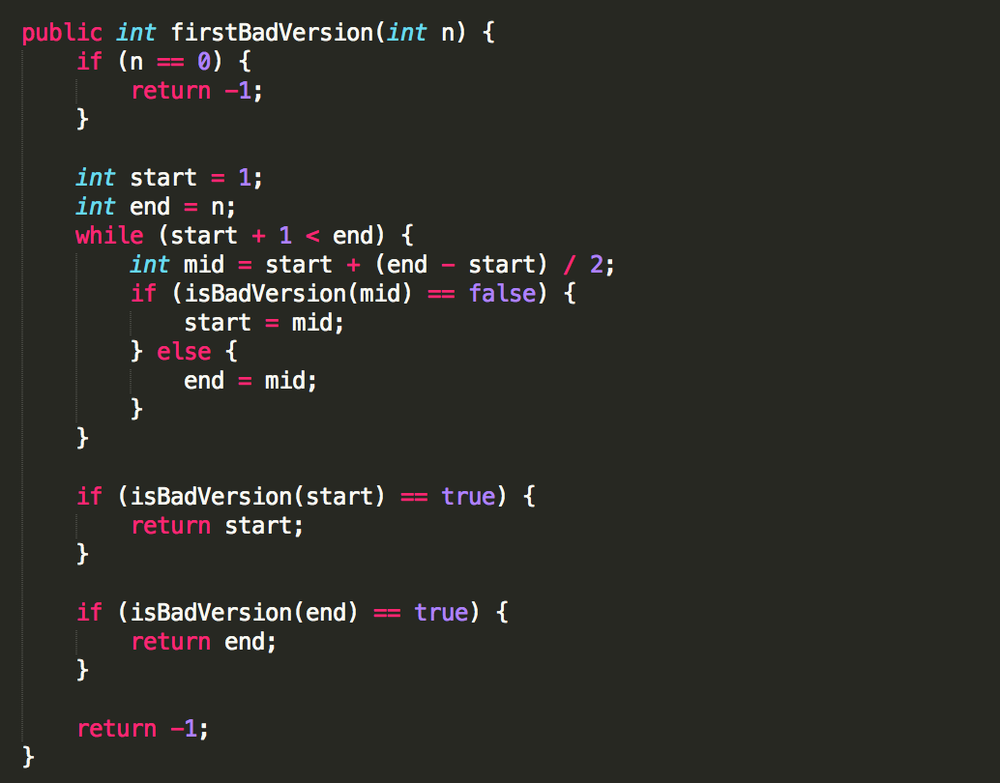 public int firstBadVersion(int n) {
    if (n == 0) {
        return -1;
    }

    int start = 1;
    int end = n;
    while (start + 1 < end) {
        int mid = start + (end - start) / 2;
        if (isBadVersion(mid) == false) {
            start = mid;
        } else {
            end = mid;
        }
    }

    if (isBadVersion(start) == true) {
        return start;
    }

    if (isBadVersion(end) == true) {
        return end;
    }

    return -1;
}